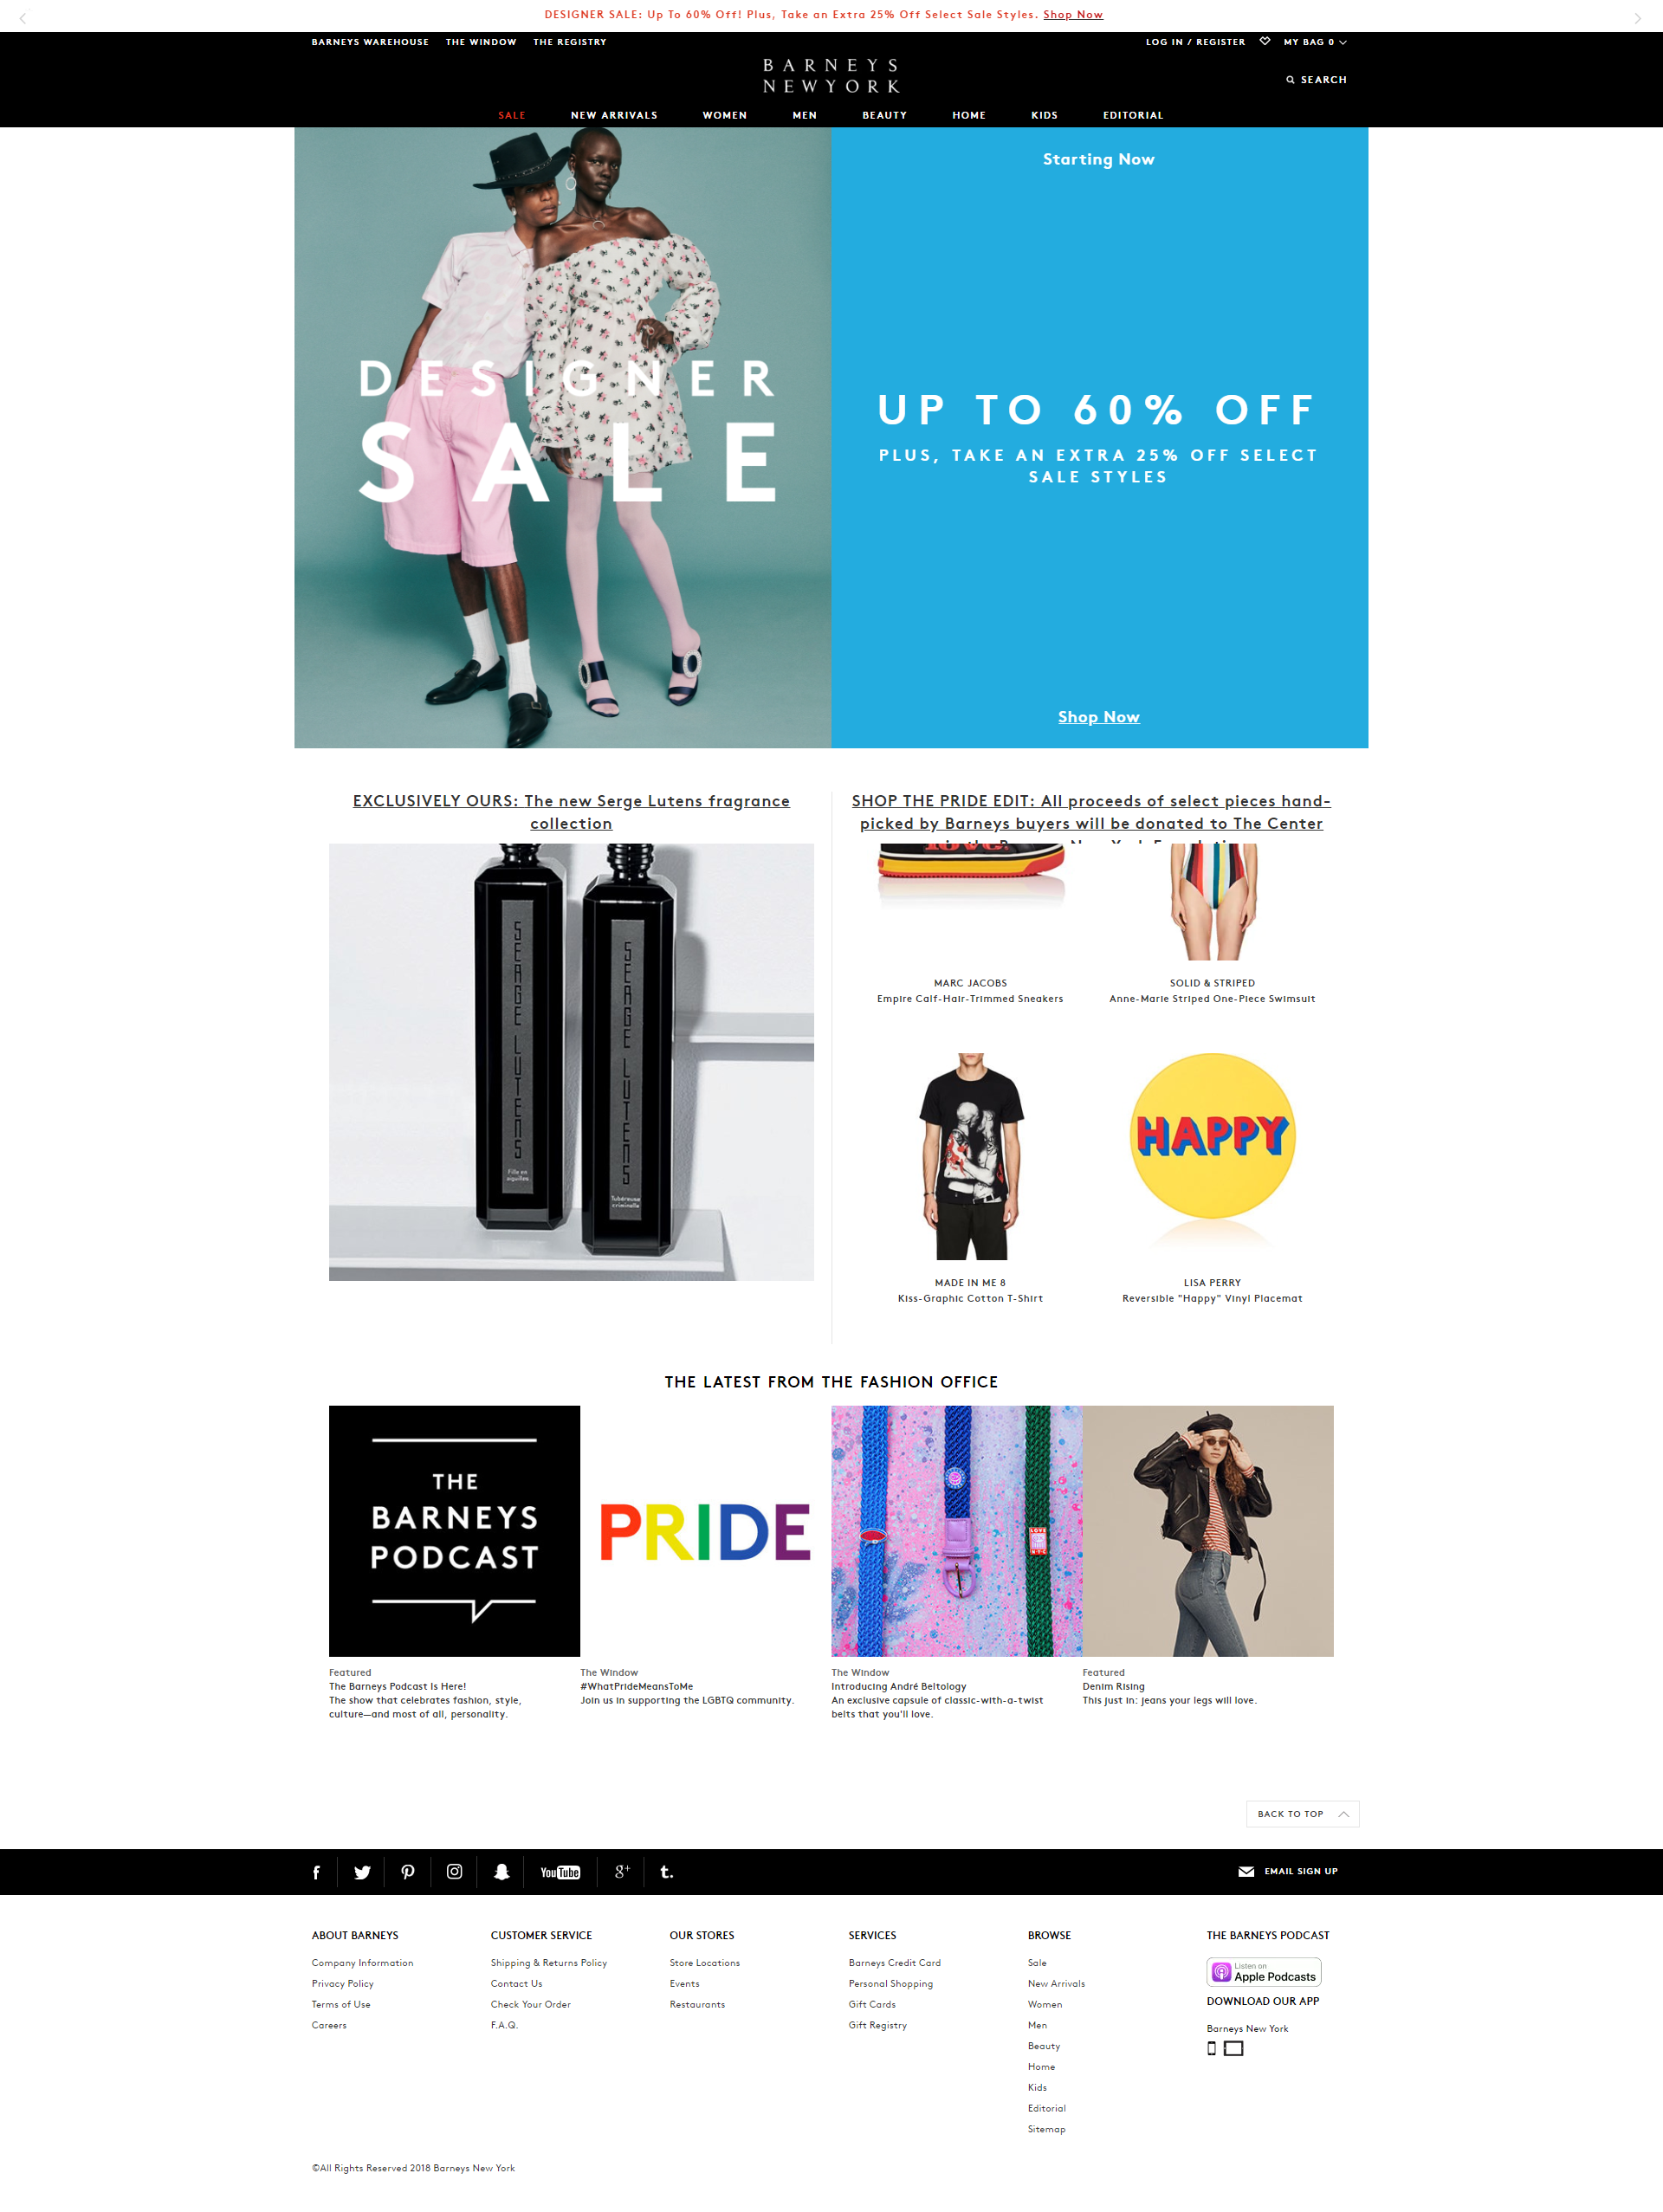 DESIGNER SALE: Up To 60% Off! Plus, Take an Extra 25% Off Select Sale Styles. Shop Now
BARNEYS WAREHOUSE THE WINDOW THE REGISTRY
LOG IN / REGISTER MY BAG 0
BARNEYS
NEWYORK
SEARCH
SALE NEW ARRIVALS WOMEN MEN BEAUTY HOME KIDS EDITORIAL
DESIGNER
SALE
Starting Now
UP TO 60% OFF
PLUS, TAKE AN EXTRA 25% OFF SELECT
SALE STYLES
Shop Now
EXCLUSIVELY OURS: The new Serge Lutens fragrance
collection
SERGE LUTENS
Fille en
aiguilles
SERGE LUTENS
Tubéreuse
criminelle
SHOP THE PRIDE EDIT: All proceeds of select pieces hand-
picked by Barneys buyers will be donated to The Center
love!
MARC JACOBS
Empire Calf-Hair-Trimmed Sneakers
SOLID & STRIPED
Anne-Marie Striped One-Piece Swimsuit
HAPPY
MADE IN ME 8
Kiss-Graphic Cotton T-Shirt
LISA PERRY
Reversible "Happy" Vinyl Placemat
THE LATEST FROM THE FASHION OFFICE
THE
BARNEYS
PODCAST
PRIDE
LOVE
NYC
Featured
The Barneys Podcast Is Here!
The show that celebrates fashion, style,
culture—and most of all, personality.
The Window
#WhatPrideMeansToMe
Join us in supporting the LGBTQ community.
The Window
Introducing André Beltology
An exclusive capsule of classic-with-a-twist
belts that you'll love.
Featured
Denim Rising
This just in: jeans your legs will love.
BACK TO TOP
YouTube
g+
t.
EMAIL SIGN UP
ABOUT BARNEYS
Company Information
Privacy Policy
Terms of Use
Careers
CUSTOMER SERVICE
Shipping & Returns Policy
Contact Us
Check Your Order
F.A.Q.
OUR STORES
Store Locations
Events
Restaurants
SERVICES
Barneys Credit Card
Personal Shopping
Gift Cards
Gift Registry
BROWSE
Sale
New Arrivals
Women
Men
Beauty
Home
Kids
Editorial
Sitemap
THE BARNEYS PODCAST
Listen on
Apple Podcasts
DOWNLOAD OUR APP
Barneys New York
©All Rights Reserved 2018 Barneys New York